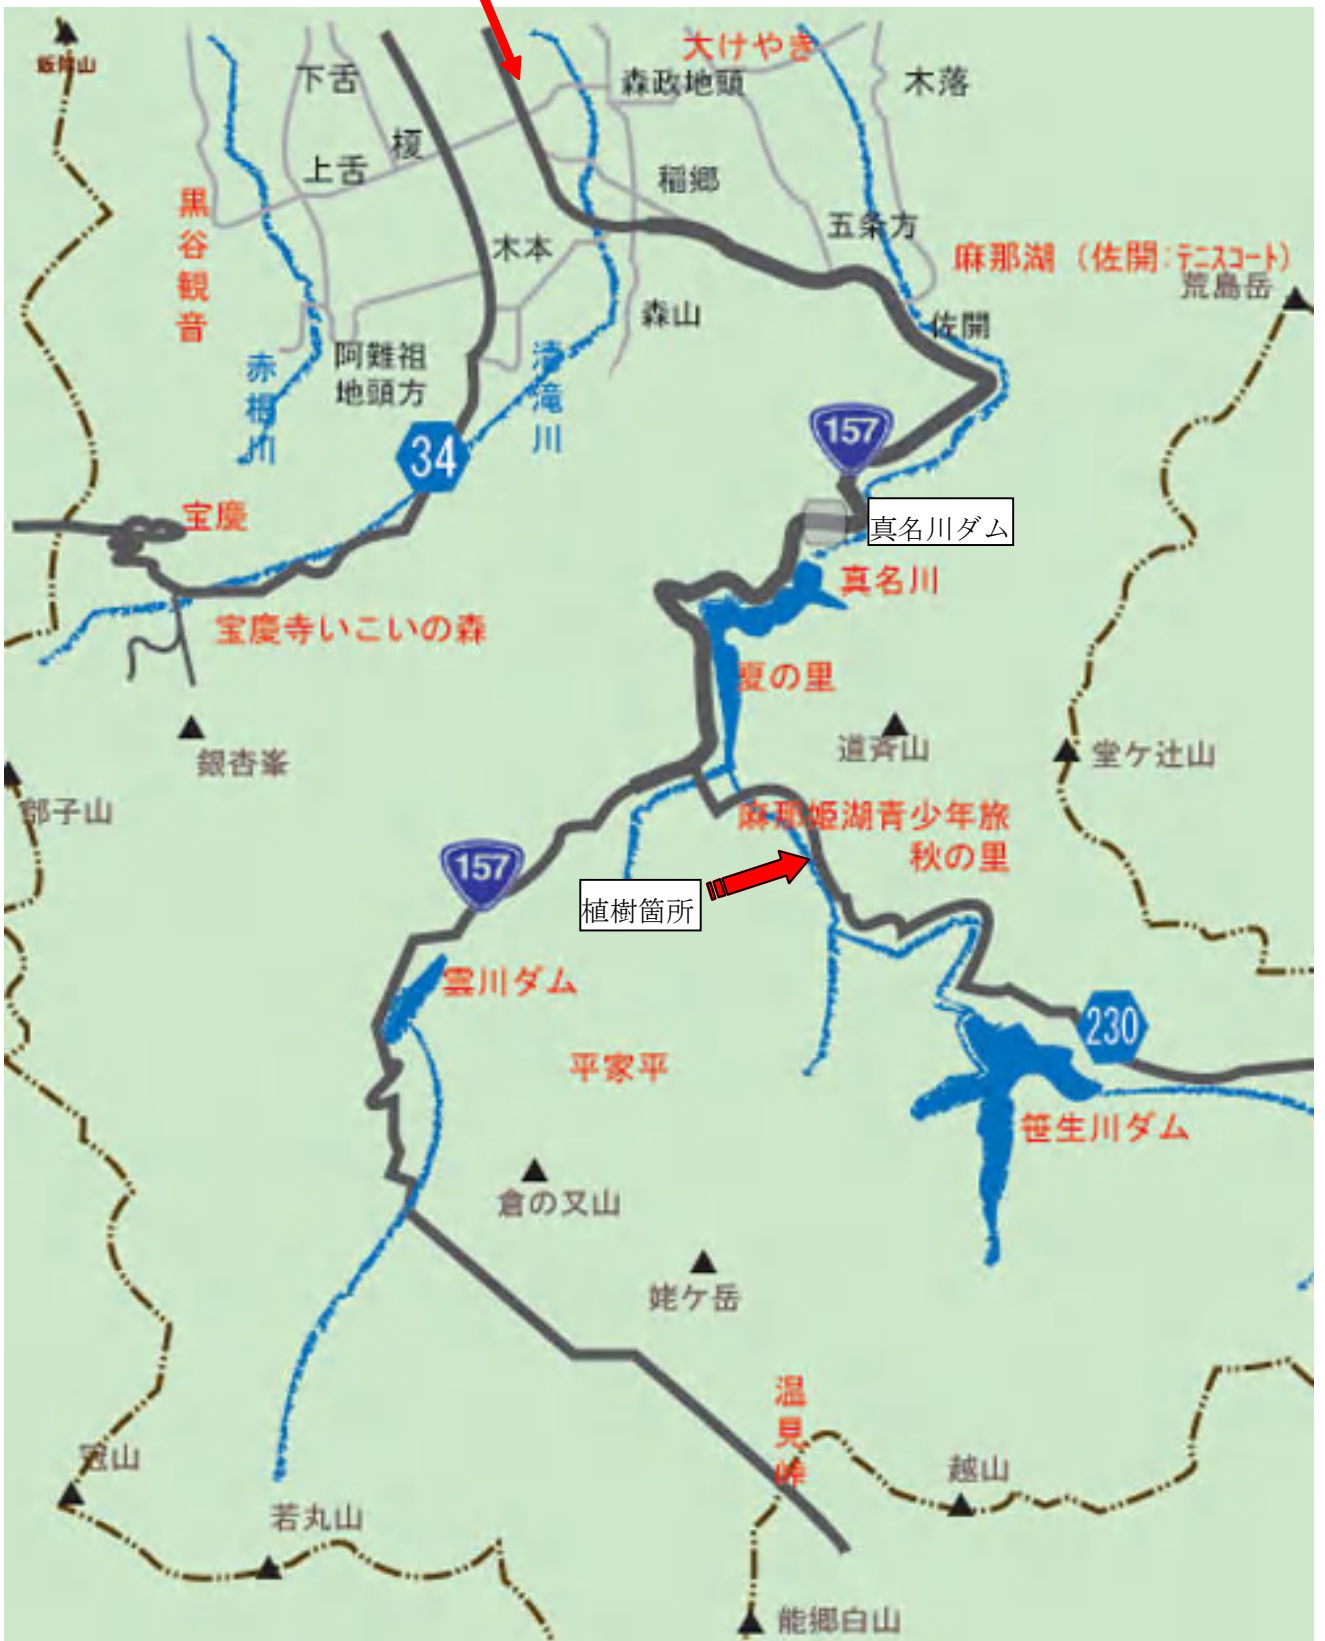 大けやき
飯降山
下舌
森政地頭
木落
榎
上舌
稲郷
黒谷観音
五条方
木本
麻那湖（佐開:テニスコート）
荒島岳
森山
佐開
阿難祖
地頭方
赤根川
清滝川
157
34
宝慶
真名川ダム
真名川
宝慶寺いこいの森
夏の里
道斉山
堂ケ辻山
銀杏峯
部子山
麻那姫湖青少年旅
秋の里
157
植樹箇所
雲川ダム
230
平家平
笹生川ダム
倉の又山
姥ケ岳
温見峠
冠山
越山
若丸山
能郷白山